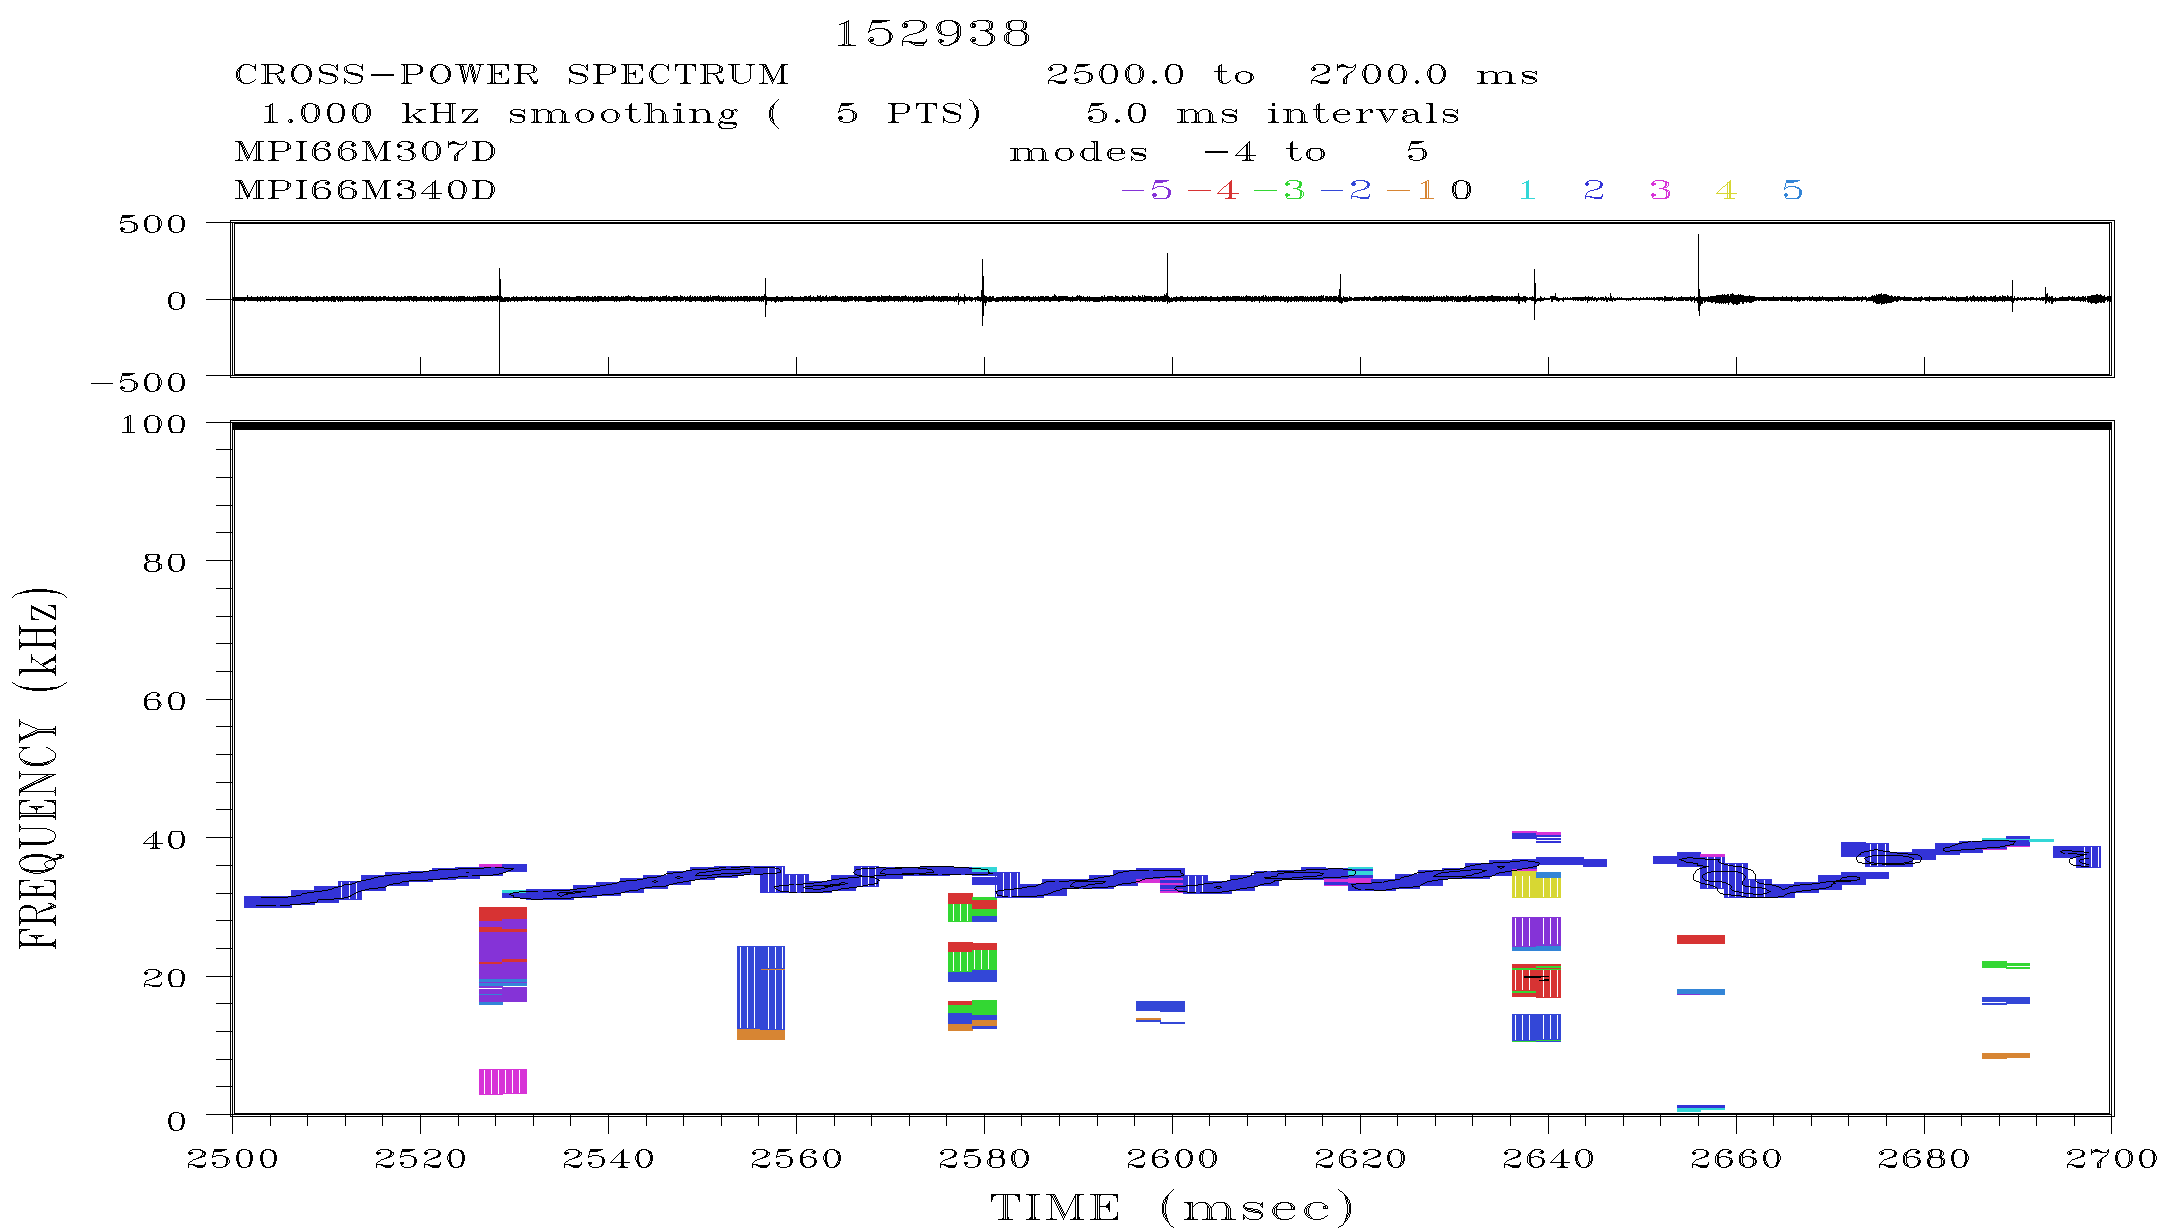 152938
CROSS-POWER SPECTRUM 2500.0 to 2700.0 ms
1.000 kHz smoothing ( 5 PTS) 5.0 ms intervals
MPI66M307D modes -4 to 5
MPI66M340D -5 -4 -3 -2 -1 0 1 2 3 4 5
500
0
-500
100
80
60
40
20
0
FREQUENCY (kHz)
2500 2520 2540 2560 2580 2600 2620 2640 2660 2680 2700
TIME (msec)